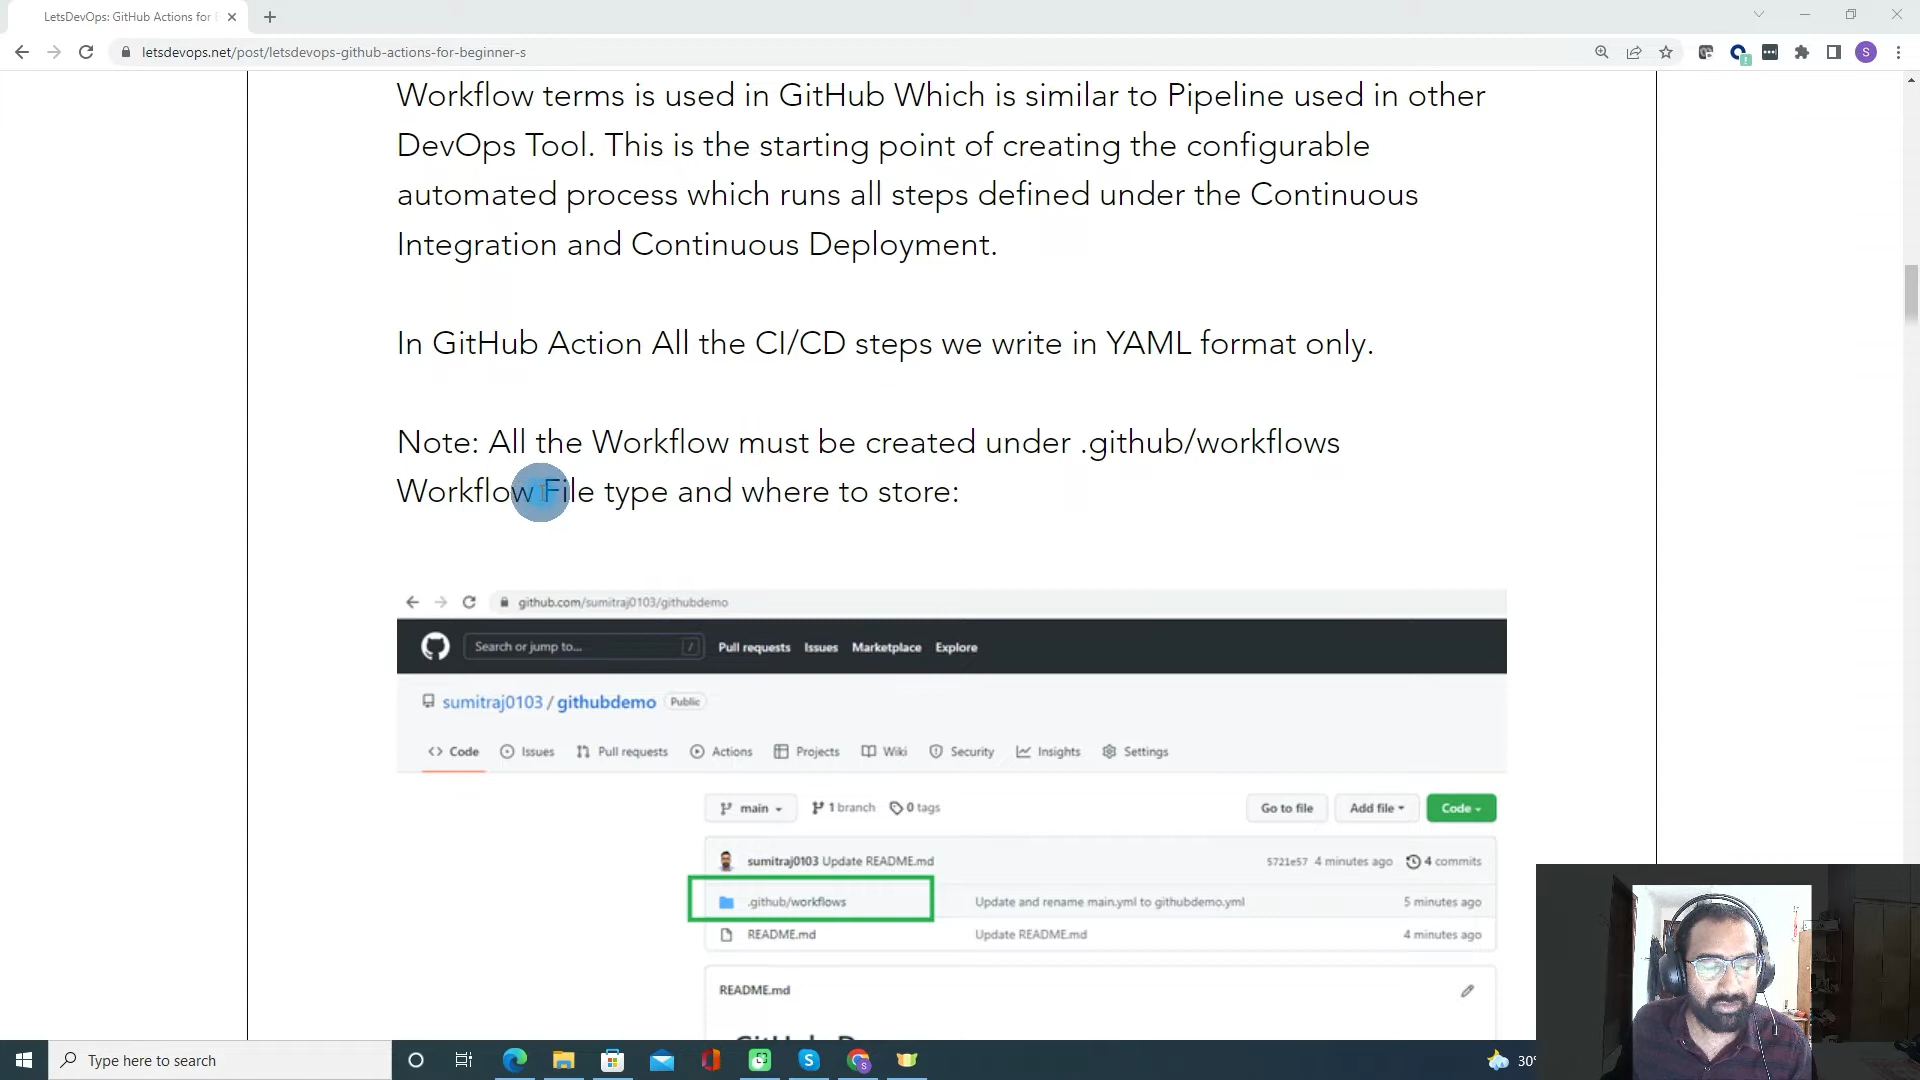 LetsDevOps: GitHub Actions for
letsdevops.net/post/letsdevops-github-actions-for-beginner-s
S
Workflow terms is used in GitHub Which is similar to Pipeline used in other
DevOps Tool. This is the starting point of creating the configurable
automated process which runs all steps defined under the Continuous
Integration and Continuous Deployment.
In GitHub Action All the CI/CD steps we write in YAML format only.
Note: All the Workflow must be created under .github/workflows
Workflow File type and where to store:
github.com/sumitraj0103/githubdemo
Search or jump to... / Pull requests Issues Marketplace Explore
sumitraj0103 / githubdemo Public
<> Code Issues Pull requests Actions Projects Wiki Security Insights Settings
main 1 branch 0 tags Go to file Add file Code
sumitraj0103 Update README.md 5721e57 4 minutes ago 4 commits
.github/workflows Update and rename main.yml to githubdemo.yml 5 minutes ago
README.md Update README.md 4 minutes ago
README.md
Type here to search
30°